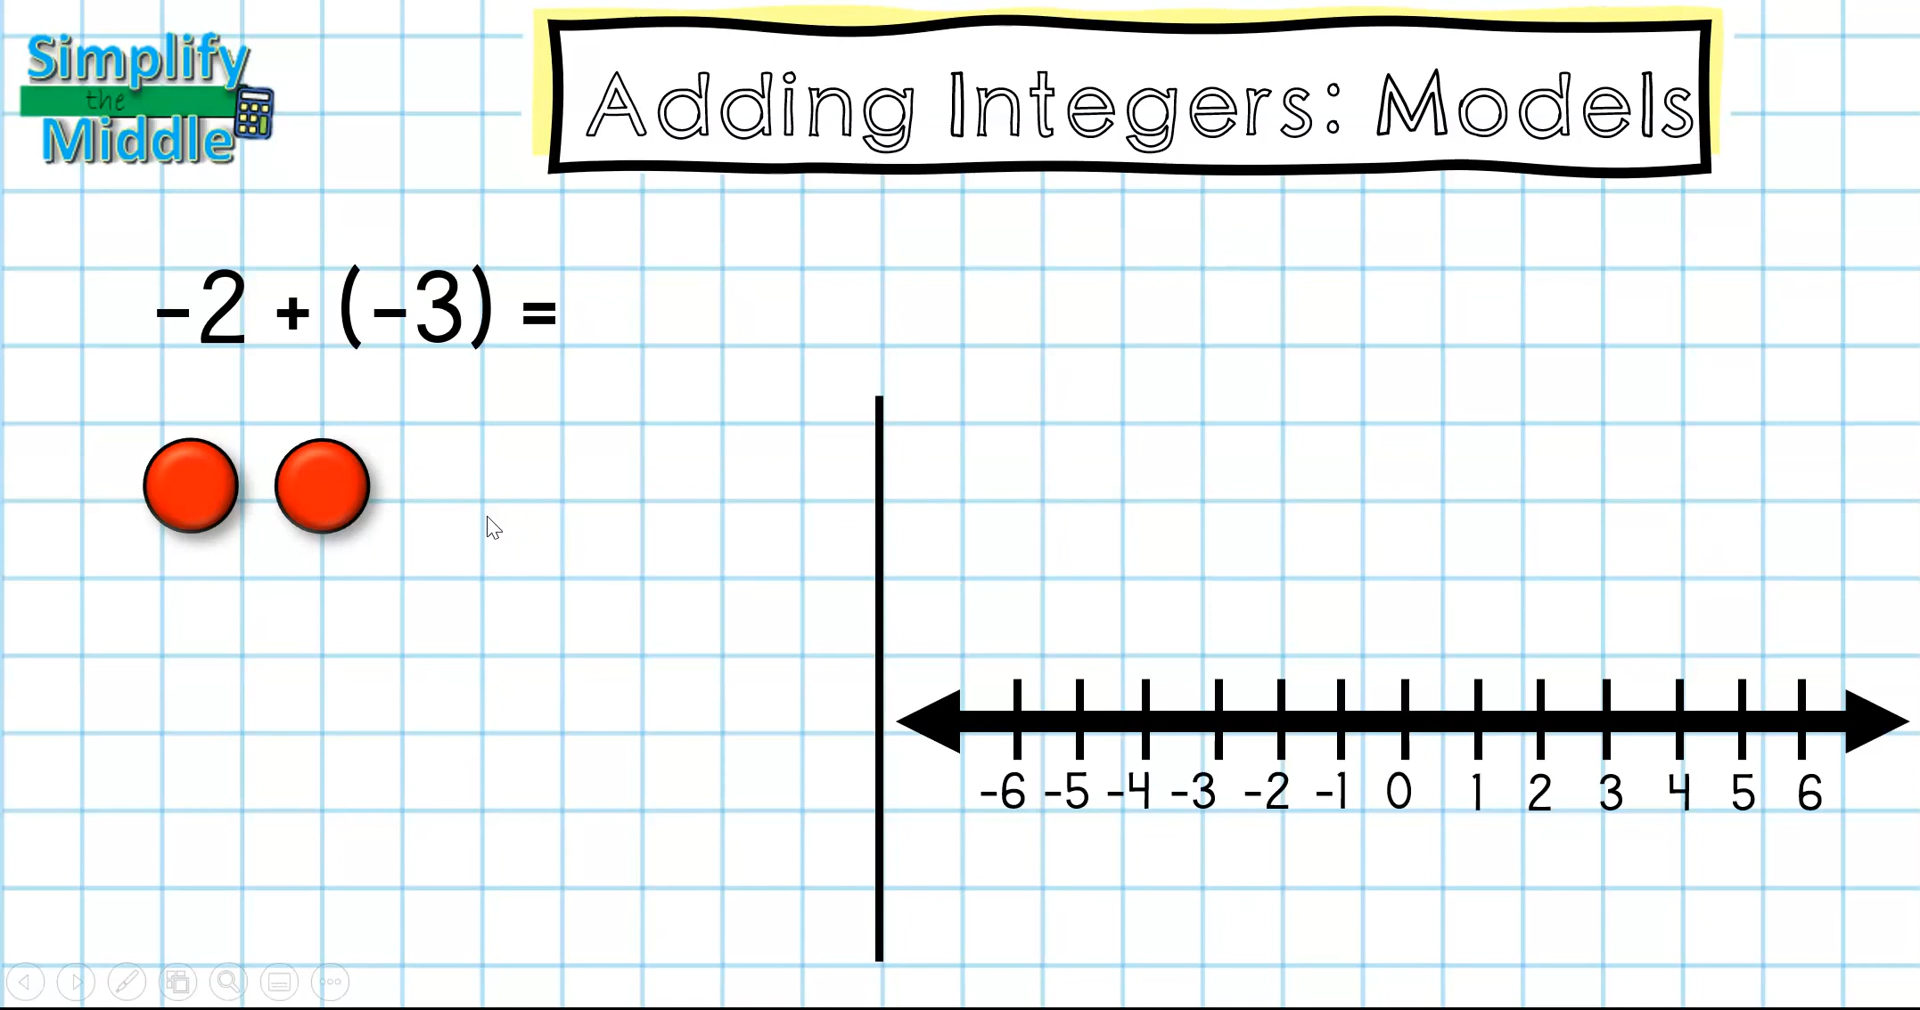 Simplify
the
Middle
Adding Integers: Models
-2 + (-3) =
-6 -5 -4 -3 -2 -1 0 1 2 3 4 5 6